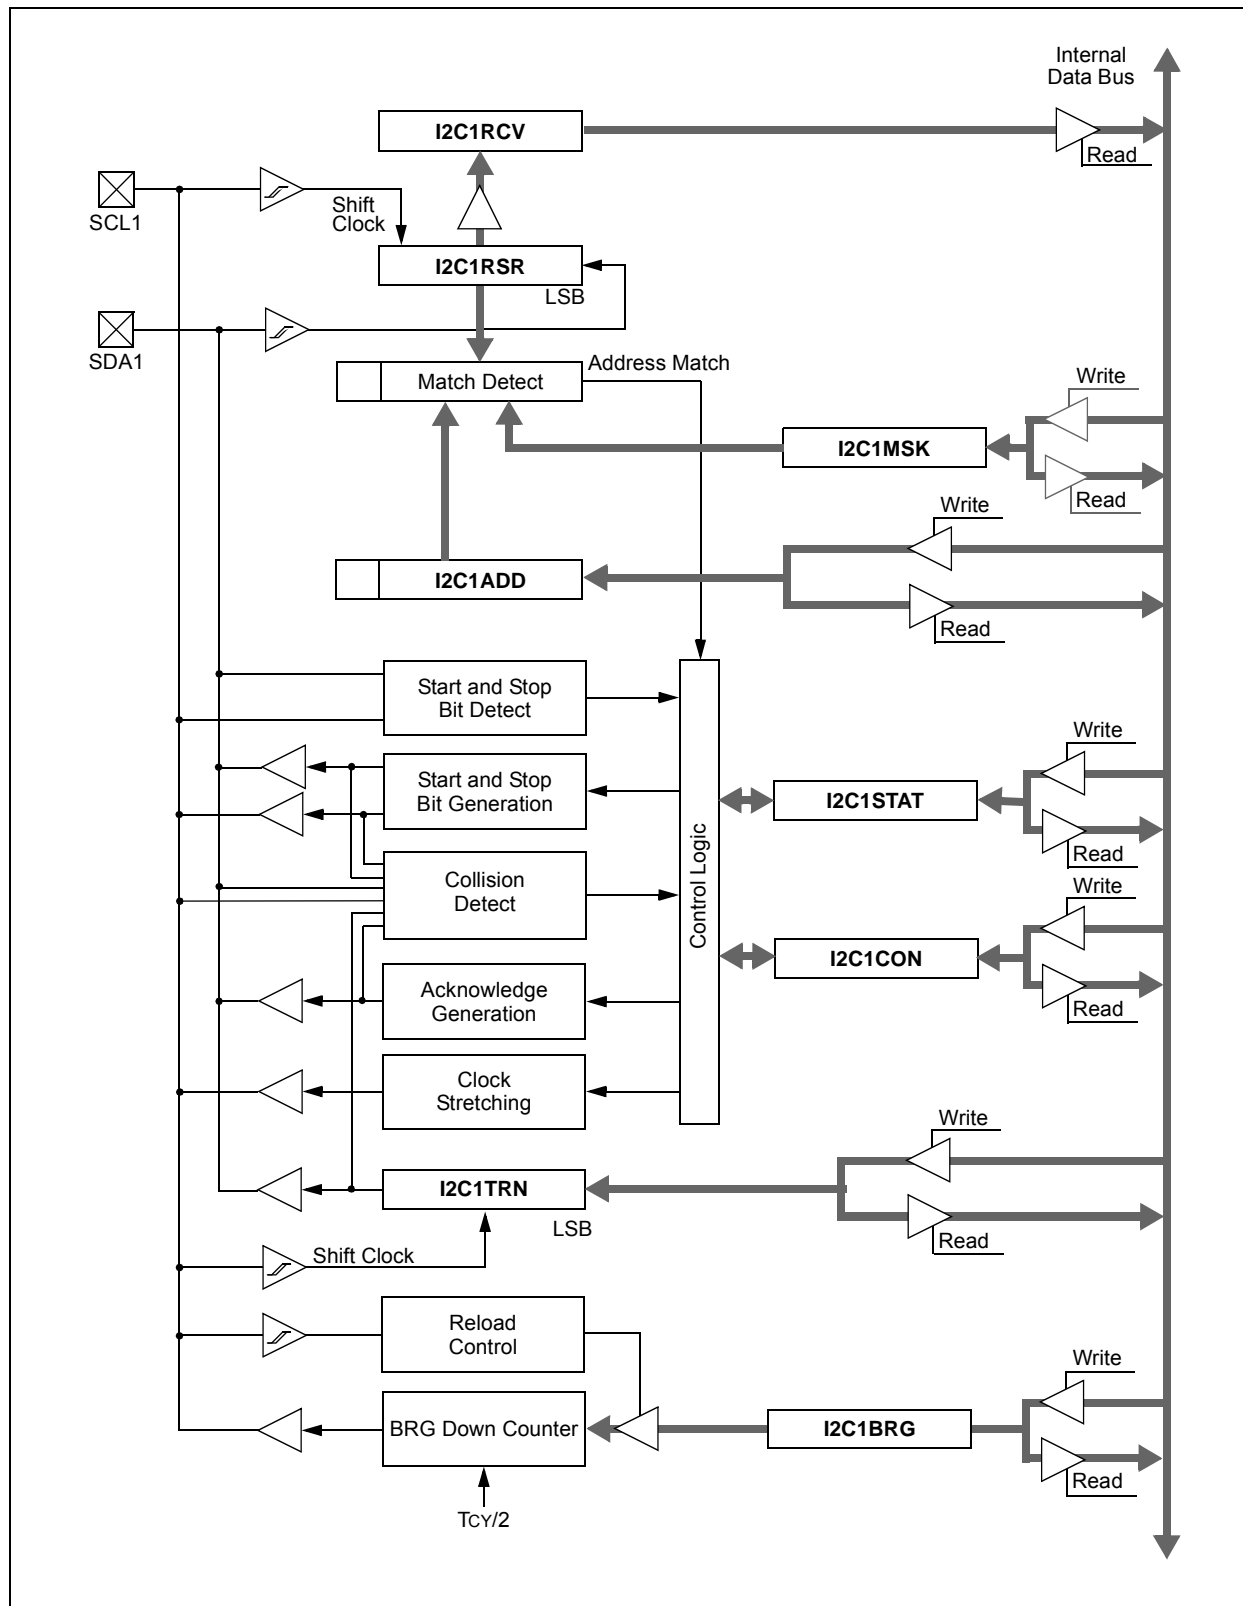 Internal
Data Bus
I2C1RCV
Read
SCL1
Shift
Clock
I2C1RSR
LSB
SDA1
Address Match
Match Detect
Write
I2C1MSK
Read
Write
I2C1ADD
Read
Start and Stop
Bit Detect
Write
Start and Stop
Bit Generation
Control Logic
I2C1STAT
Read
Collision
Detect
Write
I2C1CON
Acknowledge
Generation
Read
Clock
Stretching
Write
I2C1TRN
LSB
Read
Shift Clock
Reload
Control
Write
BRG Down Counter
I2C1BRG
Read
TCY/2